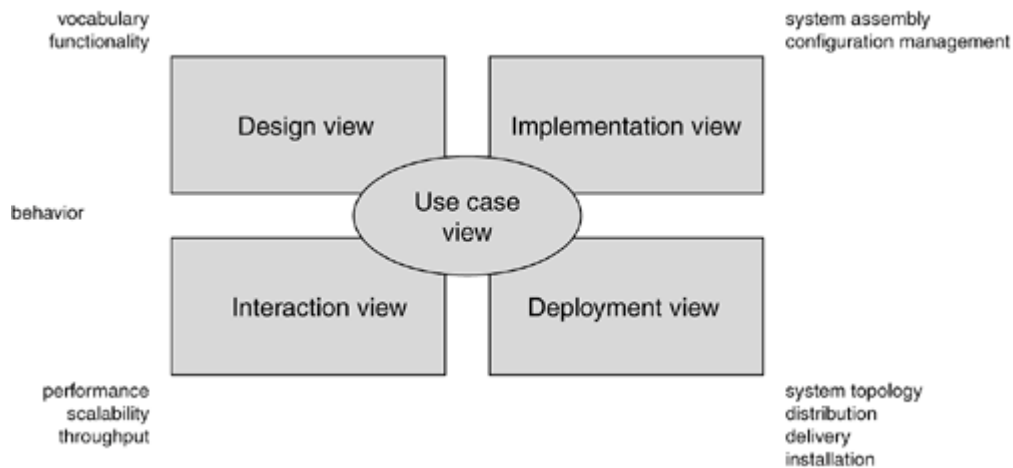 vocabulary
functionality
system assembly
configuration management
Design view
Implementation view
behavior
Use case
view
Interaction view
Deployment view
performance
scalability
throughput
system topology
distribution
delivery
installation